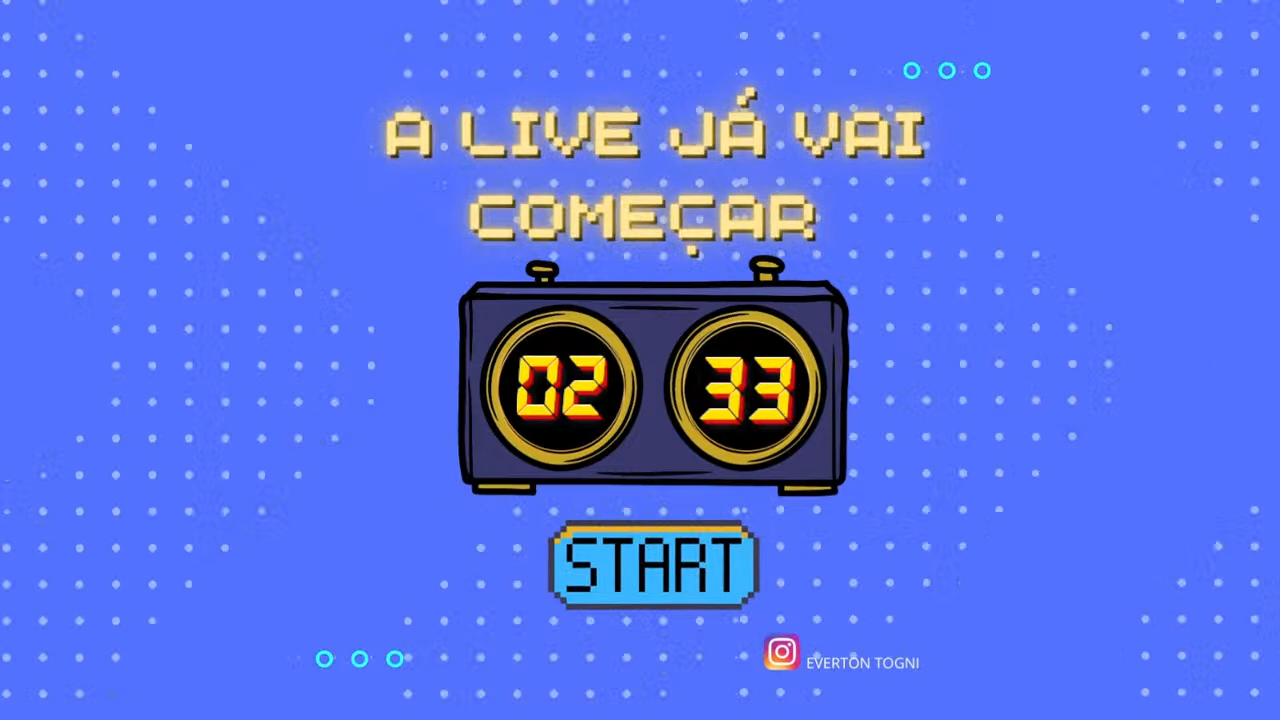 A LIVE JÁ VAI
COMEÇAR
02 33
START
EVERTON TOGNI